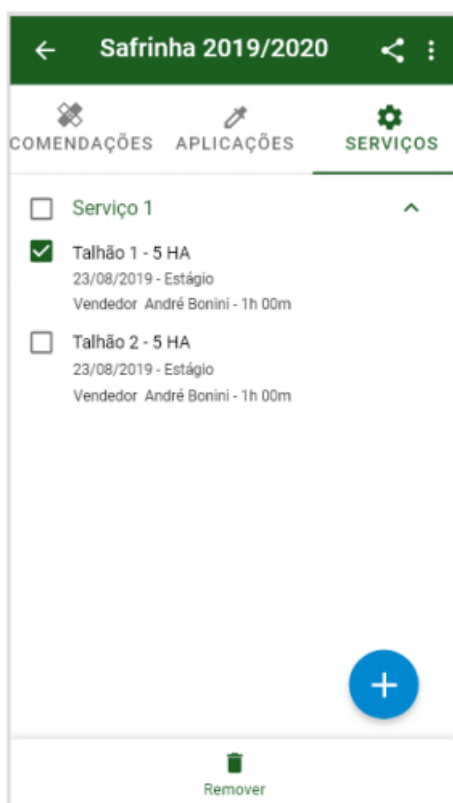 Safrinha 2019/2020
COMENDAÇÕES APLICAÇÕES SERVIÇOS
Serviço 1
Talhão 1 - 5 HA
23/08/2019 - Estágio
Vendedor André Bonini - 1h 00m
Talhão 2 - 5 HA
23/08/2019 - Estágio
Vendedor André Bonini - 1h 00m
Remover